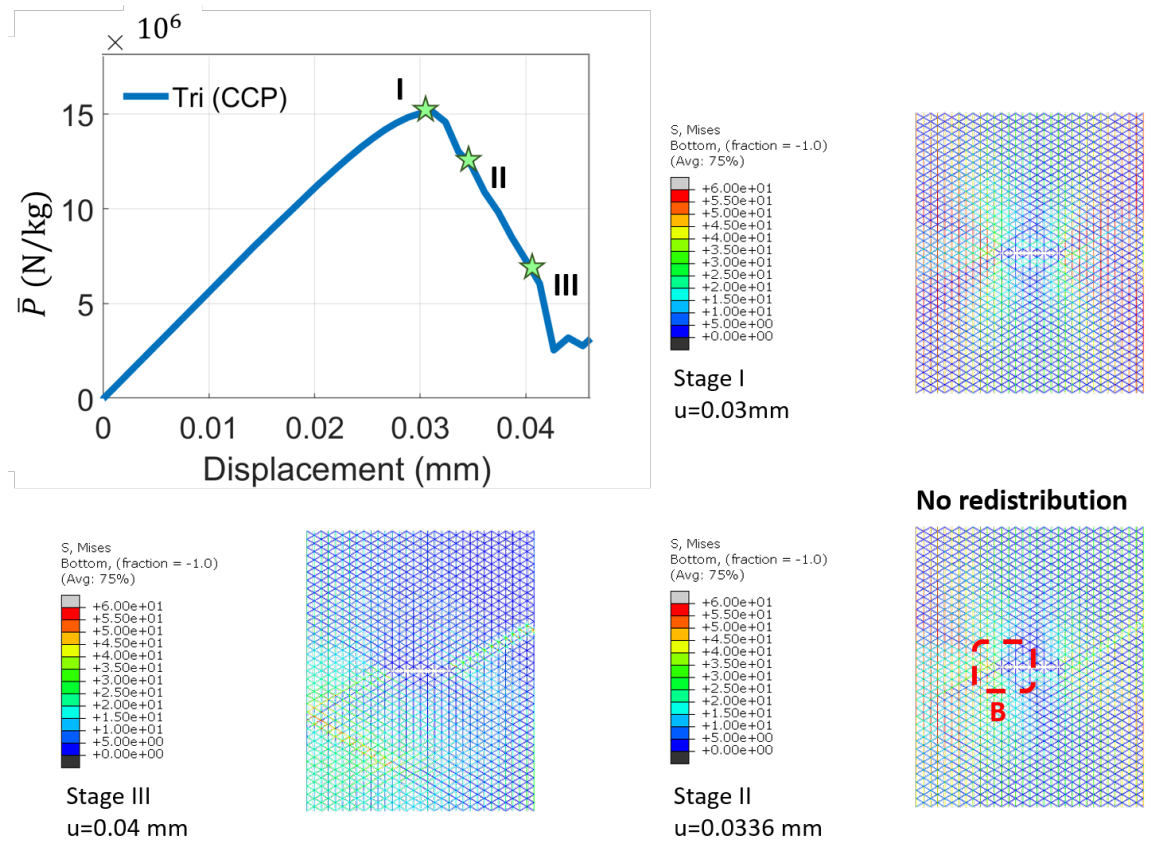 × 10⁶
Tri (CCP)
I
II
III
15
10
5
0
0
0.01
0.02
0.03
0.04
P̄ (N/kg)
Displacement (mm)
S, Mises
Bottom, (fraction = -1.0)
(Avg: 75%)
+6.00e+01
+5.50e+01
+5.00e+01
+4.50e+01
+4.00e+01
+3.50e+01
+3.00e+01
+2.50e+01
+2.00e+01
+1.50e+01
+1.00e+01
+5.00e+00
+0.00e+00
Stage I
u=0.03mm
S, Mises
Bottom, (fraction = -1.0)
(Avg: 75%)
+6.00e+01
+5.50e+01
+5.00e+01
+4.50e+01
+4.00e+01
+3.50e+01
+3.00e+01
+2.50e+01
+2.00e+01
+1.50e+01
+1.00e+01
+5.00e+00
+0.00e+00
Stage III
u=0.04 mm
No redistribution
S, Mises
Bottom, (fraction = -1.0)
(Avg: 75%)
+6.00e+01
+5.50e+01
+5.00e+01
+4.50e+01
+4.00e+01
+3.50e+01
+3.00e+01
+2.50e+01
+2.00e+01
+1.50e+01
+1.00e+01
+5.00e+00
+0.00e+00
B
Stage II
u=0.0336 mm